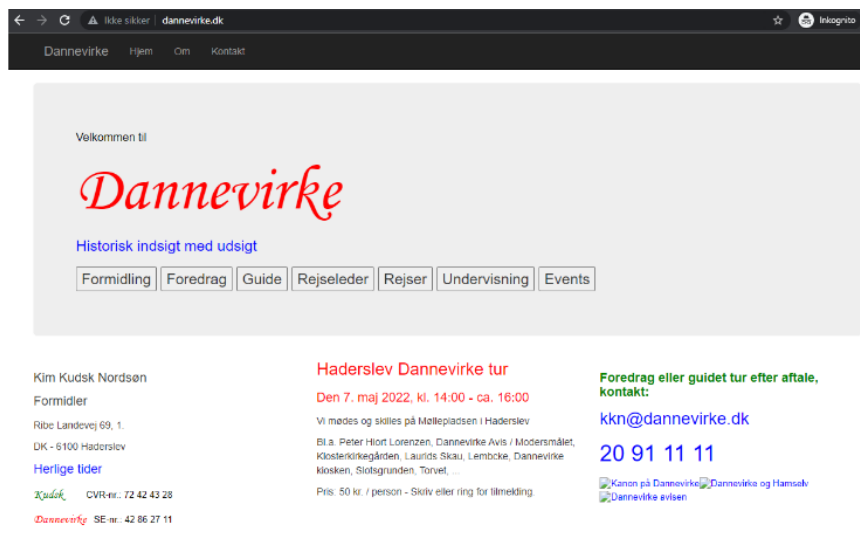 Ikke sikker | dannevirke.dk
Inkognito
Dannevirke Hjem Om Kontakt
Velkommen til
Dannevirke
Historisk indsigt med udsigt
Formidling Foredrag Guide Rejseleder Rejser Undervisning Events
Kim Kudsk Nordsøn
Formidler
Ribe Landevej 69, 1.
DK - 6100 Haderslev
Herlige tider
Kudsk CVR-nr.: 72 42 43 28
Dannevirke SE-nr.: 42 86 27 11
Haderslev Dannevirke tur
Den 7. maj 2022, kl. 14:00 - ca. 16:00
Vi mødes og skilles på Møllepladsen i Haderslev
Bl.a. Peter Hiort Lorenzen, Dannevirke Avis / Modersmålet,
Klosterkirkegården, Laurids Skau, Lembcke, Dannevirke
kiosken, Slotsgrunden, Torvet, ...
Pris: 50 kr. / person - Skriv eller ring for tilmelding.
Foredrag eller guidet tur efter aftale,
kontakt:
kkn@dannevirke.dk
20 91 11 11
Kanon på Dannevirke Dannevirke og Hamselv
Dannevirke avisen